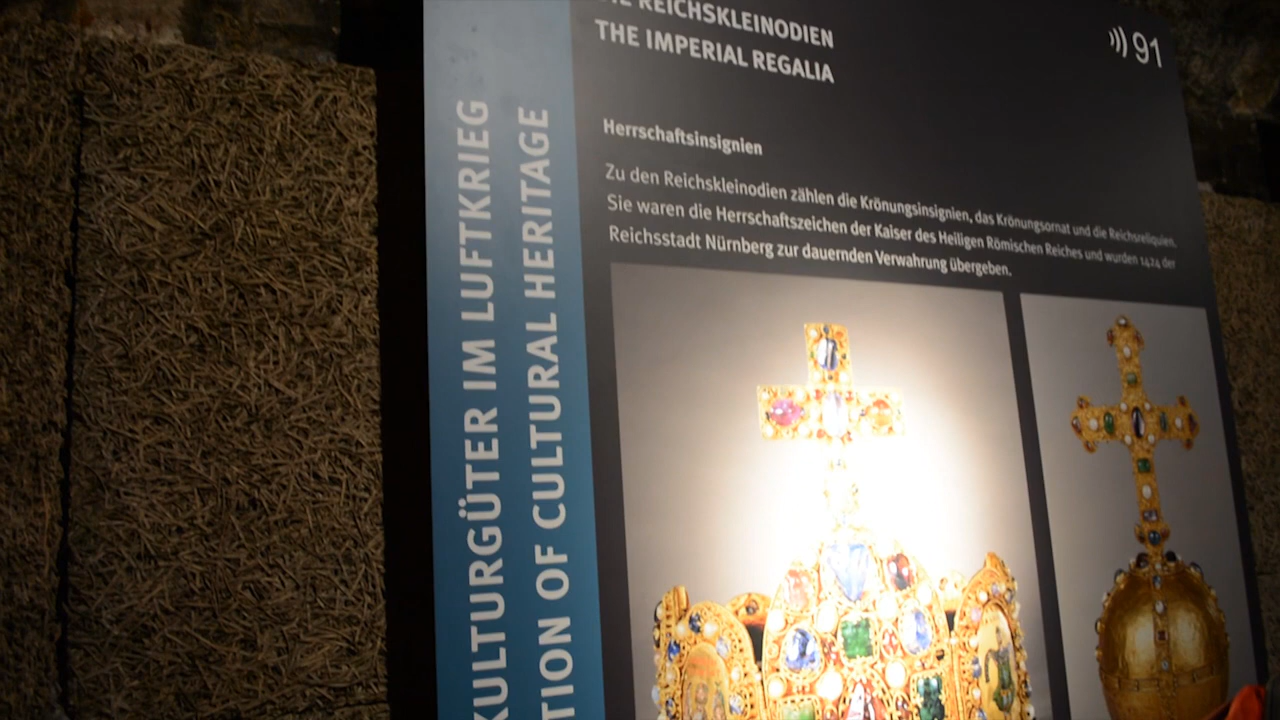 REICHSKLEINODIEN
THE IMPERIAL REGALIA
91
Herrschaftsinsignien
Zu den Reichskleinodien zählen die Krönungsinsignien, das Krönungsornat und die Reichsreliquien.
Sie waren die Herrschaftszeichen der Kaiser des Heiligen Römischen Reiches und wurden 1424 der
Reichsstadt Nürnberg zur dauernden Verwahrung übergeben.
KULTURGÜTER IM LUFTKRIEG
TION OF CULTURAL HERITAGE